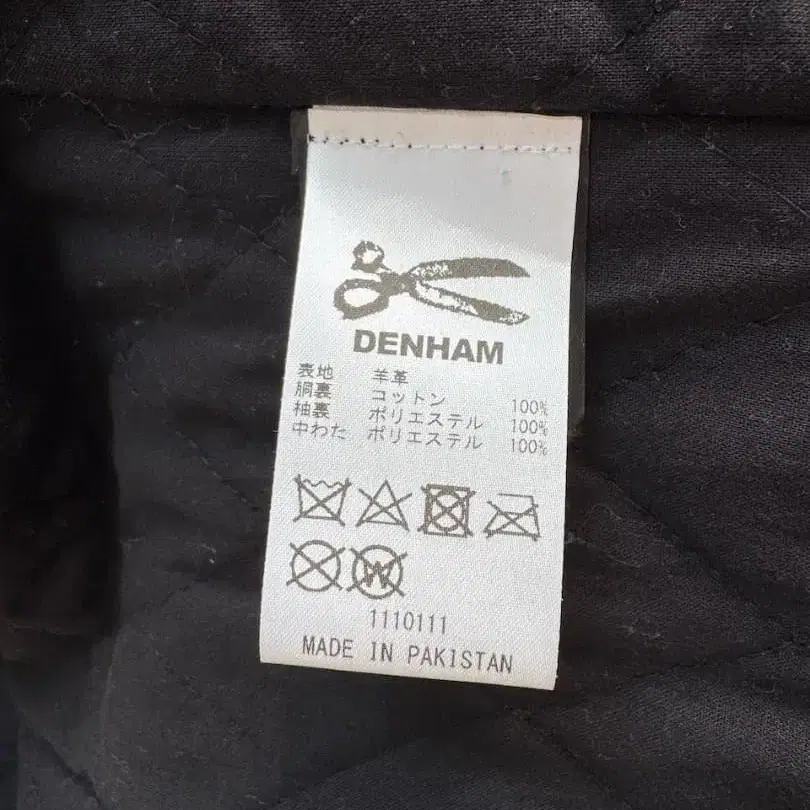 DENHAM
表地 羊革
胴裏 コットン 100%
袖裏 ポリエステル 100%
中わた ポリエステル 100%
W
1110111
MADE IN PAKISTAN